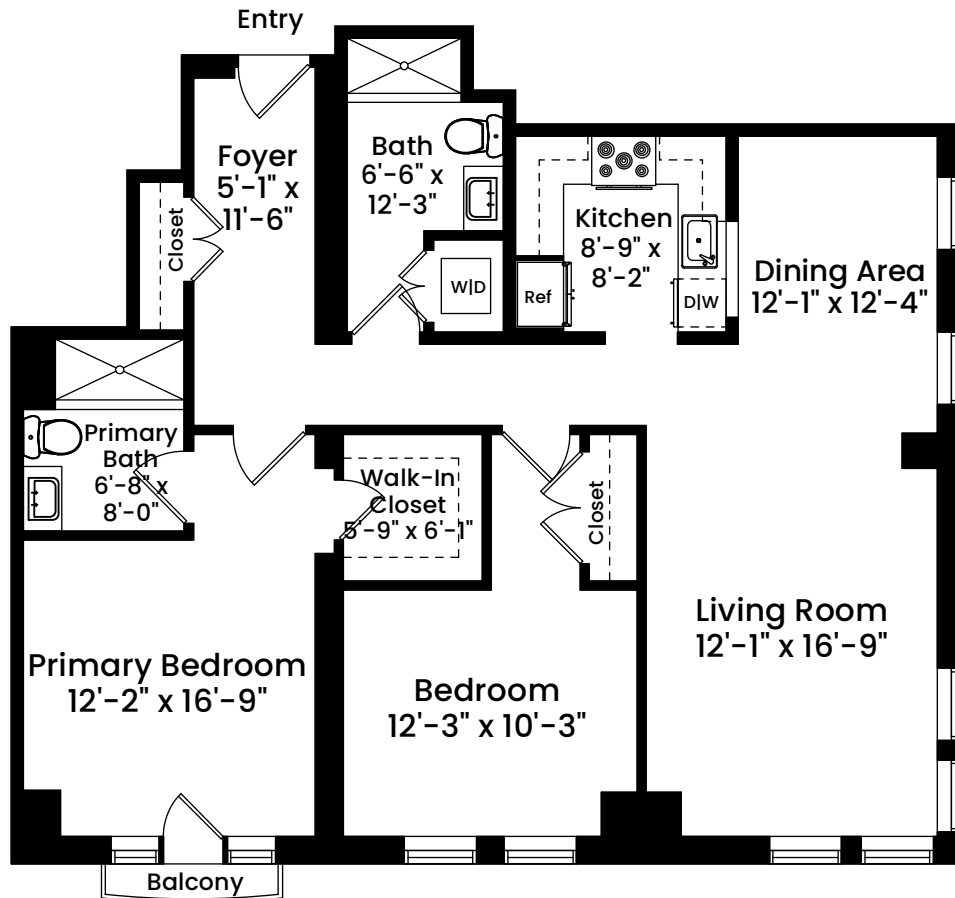 Entry
Foyer
5'-1" x
11'-6"
Bath
6'-6" x
12'-3"
Closet
Kitchen
8'-9" x
8'-2"
Dining Area
12'-1" x 12'-4"
W|D
Ref
D|W
Primary
Bath
6'-8" x
8'-0"
Walk-In
Closet
5'-9" x 6'-1"
Closet
Living Room
12'-1" x 16'-9"
Primary Bedroom
12'-2" x 16'-9"
Bedroom
12'-3" x 10'-3"
Balcony